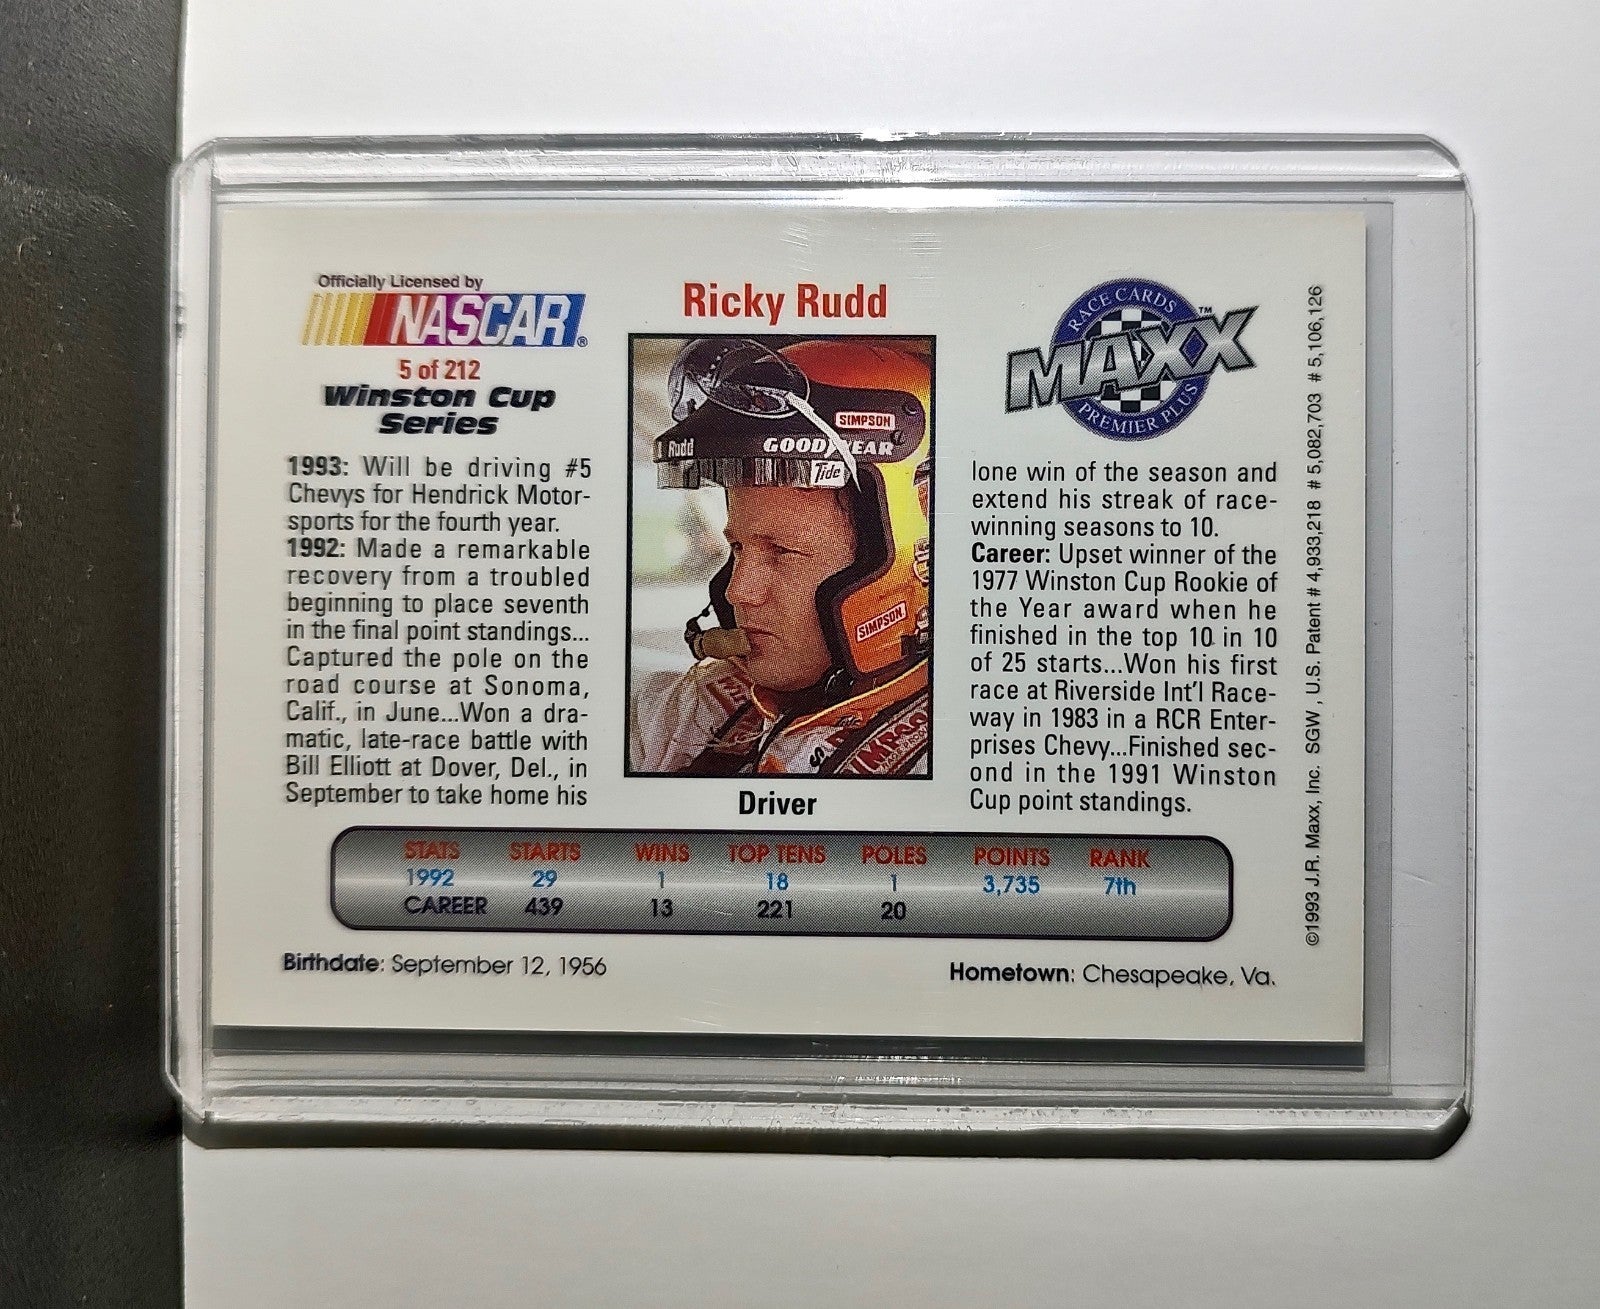 Officially Licensed by
NASCAR®
5 of 212
Winston Cup
Series
1993: Will be driving #5
Chevys for Hendrick Motor-
sports for the fourth year.
1992: Made a remarkable
recovery from a troubled
beginning to place seventh
in the final point standings...
Captured the pole on the
road course at Sonoma,
Calif., in June...Won a dra-
matic, late-race battle with
Bill Elliott at Dover, Del., in
September to take home his
Ricky Rudd
SIMPSON
Rudd
GOODYEAR
Tide
SIMPSON
Driver
RACE CARDS
MAXX™
PREMIER PLUS
lone win of the season and
extend his streak of race-
winning seasons to 10.
Career: Upset winner of the
1977 Winston Cup Rookie of
the Year award when he
finished in the top 10 in 10
of 25 starts...Won his first
race at Riverside Int'l Race-
way in 1983 in a RCR Enter-
prises Chevy...Finished sec-
ond in the 1991 Winston
Cup point standings.
STATS STARTS WINS TOP TENS POLES POINTS RANK
1992 29 1 18 1 3,735 7th
CAREER 439 13 221 20
Birthdate: September 12, 1956
Hometown: Chesapeake, Va.
©1993 J.R. Maxx, Inc. SGW , U.S. Patent # 4,933,218 # 5,082,703 # 5,106,126